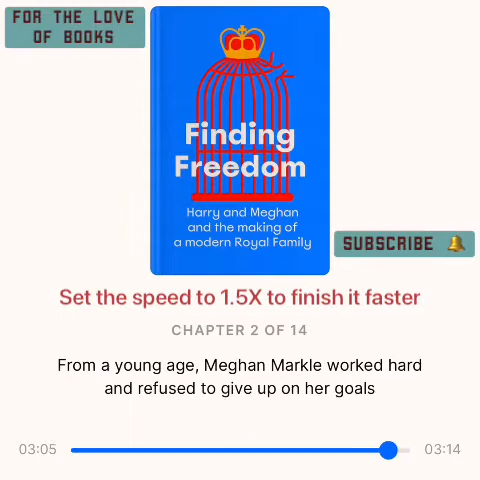 FOR THE LOVE
OF BOOKS
Finding
Freedom
Harry and Meghan
and the making of
a modern Royal Family
SUBSCRIBE 🔔
Set the speed to 1.5X to finish it faster
CHAPTER 2 OF 14
From a young age, Meghan Markle worked hard
and refused to give up on her goals
03:05
03:14